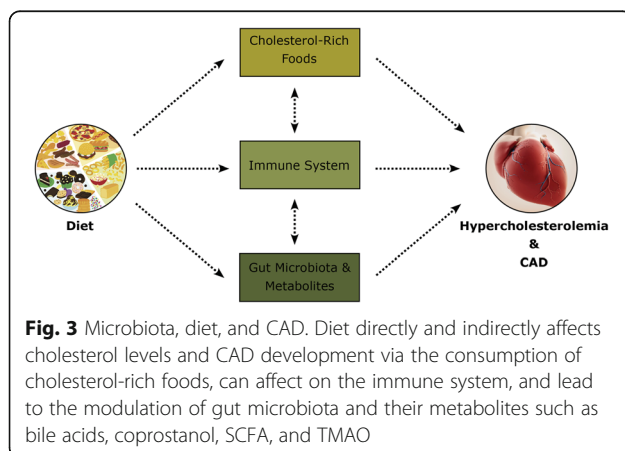 Cholesterol-Rich
Foods
Immune System
Diet
Hypercholesterolemia
&
CAD
Gut Microbiota &
Metabolites
Fig. 3 Microbiota, diet, and CAD. Diet directly and indirectly affects
cholesterol levels and CAD development via the consumption of
cholesterol-rich foods, can affect on the immune system, and lead
to the modulation of gut microbiota and their metabolites such as
bile acids, coprostanol, SCFA, and TMAO